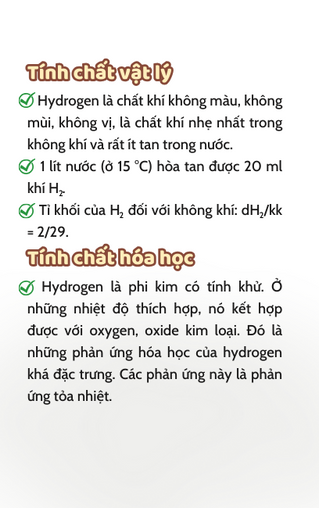 Tính chất vật lý
Hydrogen là chất khí không màu, không
mùi, không vị, là chất khí nhẹ nhất trong
không khí và rất ít tan trong nước.
1 lít nước (ở 15 °C) hòa tan được 20 ml
khí H₂.
Tỉ khối của H₂ đối với không khí: dH₂/kk
= 2/29.
Tính chất hóa học
Hydrogen là phi kim có tính khử. Ở
những nhiệt độ thích hợp, nó kết hợp
được với oxygen, oxide kim loại. Đó là
những phản ứng hóa học của hydrogen
khá đặc trưng. Các phản ứng này là phản
ứng tỏa nhiệt.